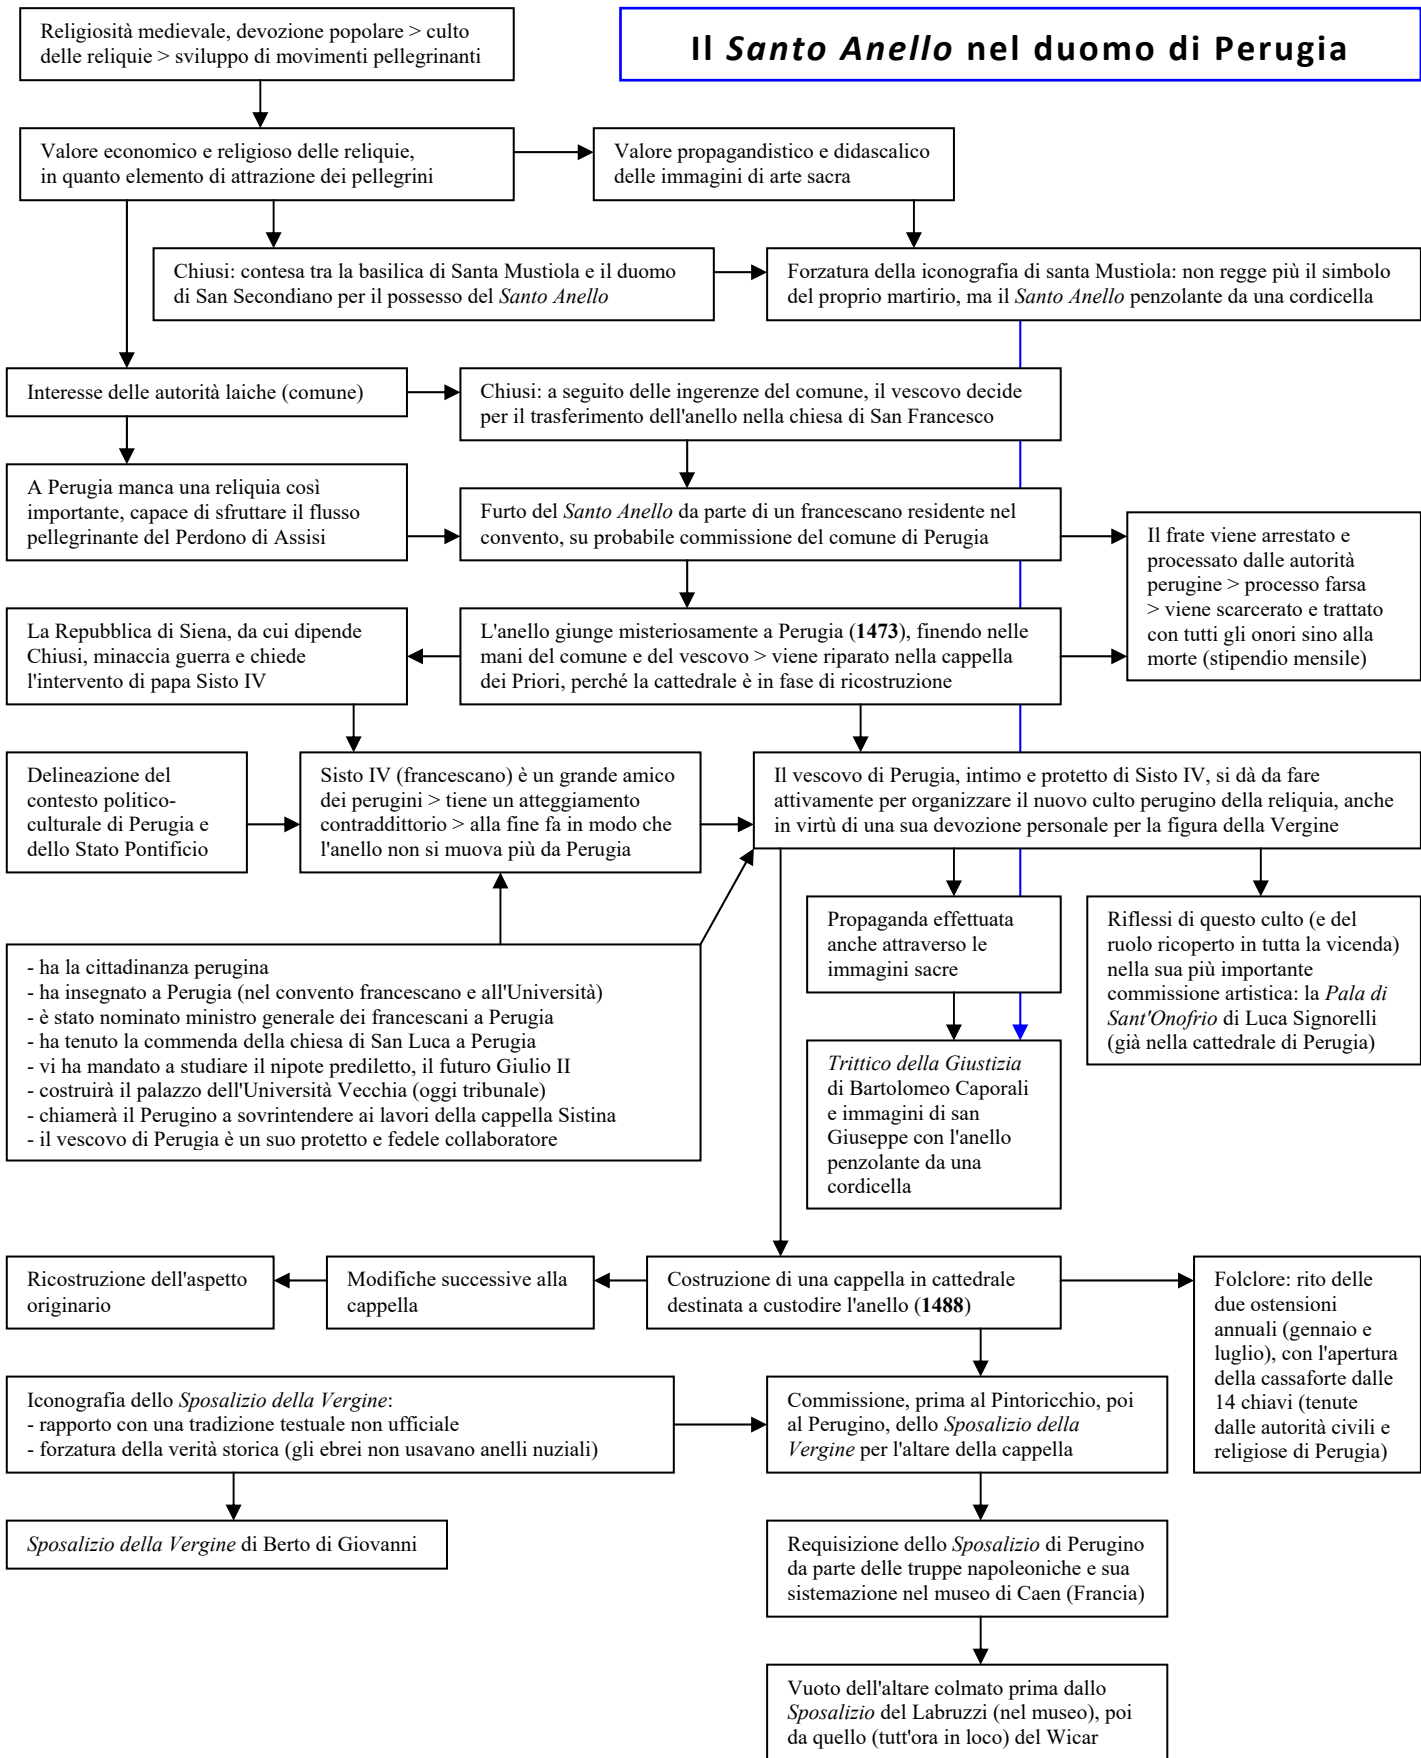 Religiosità medievale, devozione popolare > culto
delle reliquie > sviluppo di movimenti pellegrinanti
Il Santo Anello nel duomo di Perugia
Valore economico e religioso delle reliquie,
in quanto elemento di attrazione dei pellegrini
Valore propagandistico e didascalico
delle immagini di arte sacra
Chiusi: contesa tra la basilica di Santa Mustiola e il duomo
di San Secondiano per il possesso del Santo Anello
Forzatura della iconografia di santa Mustiola: non regge più il simbolo
del proprio martirio, ma il Santo Anello penzolante da una cordicella
Interesse delle autorità laiche (comune)
Chiusi: a seguito delle ingerenze del comune, il vescovo decide
per il trasferimento dell'anello nella chiesa di San Francesco
A Perugia manca una reliquia così
importante, capace di sfruttare il flusso
pellegrinante del Perdono di Assisi
Furto del Santo Anello da parte di un francescano residente nel
convento, su probabile commissione del comune di Perugia
Il frate viene arrestato e
processato dalle autorità
perugine > processo farsa
> viene scarcerato e trattato
con tutti gli onori sino alla
morte (stipendio mensile)
La Repubblica di Siena, da cui dipende
Chiusi, minaccia guerra e chiede
l'intervento di papa Sisto IV
L'anello giunge misteriosamente a Perugia (1473), finendo nelle
mani del comune e del vescovo > viene riparato nella cappella
dei Priori, perché la cattedrale è in fase di ricostruzione
Delineazione del
contesto politico-
culturale di Perugia e
dello Stato Pontificio
Sisto IV (francescano) è un grande amico
dei perugini > tiene un atteggiamento
contraddittorio > alla fine fa in modo che
l'anello non si muova più da Perugia
Il vescovo di Perugia, intimo e protetto di Sisto IV, si dà da fare
attivamente per organizzare il nuovo culto perugino della reliquia, anche
in virtù di una sua devozione personale per la figura della Vergine
- ha la cittadinanza perugina
- ha insegnato a Perugia (nel convento francescano e all'Università)
- è stato nominato ministro generale dei francescani a Perugia
- ha tenuto la commenda della chiesa di San Luca a Perugia
- vi ha mandato a studiare il nipote prediletto, il futuro Giulio II
- costruirà il palazzo dell'Università Vecchia (oggi tribunale)
- chiamerà il Perugino a sovrintendere ai lavori della cappella Sistina
- il vescovo di Perugia è un suo protetto e fedele collaboratore
Propaganda effettuata
anche attraverso le
immagini sacre
Riflessi di questo culto (e del
ruolo ricoperto in tutta la vicenda)
nella sua più importante
commissione artistica: la Pala di
Sant'Onofrio di Luca Signorelli
(già nella cattedrale di Perugia)
Trittico della Giustizia
di Bartolomeo Caporali
e immagini di san
Giuseppe con l'anello
penzolante da una
cordicella
Ricostruzione dell'aspetto
originario
Modifiche successive alla
cappella
Costruzione di una cappella in cattedrale
destinata a custodire l'anello (1488)
Folclore: rito delle
due ostensioni
annuali (gennaio e
luglio), con l'apertura
della cassaforte dalle
14 chiavi (tenute
dalle autorità civili e
religiose di Perugia)
Iconografia dello Sposalizio della Vergine:
- rapporto con una tradizione testuale non ufficiale
- forzatura della verità storica (gli ebrei non usavano anelli nuziali)
Commissione, prima al Pintoricchio, poi
al Perugino, dello Sposalizio della
Vergine per l'altare della cappella
Sposalizio della Vergine di Berto di Giovanni
Requisizione dello Sposalizio di Perugino
da parte delle truppe napoleoniche e sua
sistemazione nel museo di Caen (Francia)
Vuoto dell'altare colmato prima dallo
Sposalizio del Labruzzi (nel museo), poi
da quello (tutt'ora in loco) del Wicar